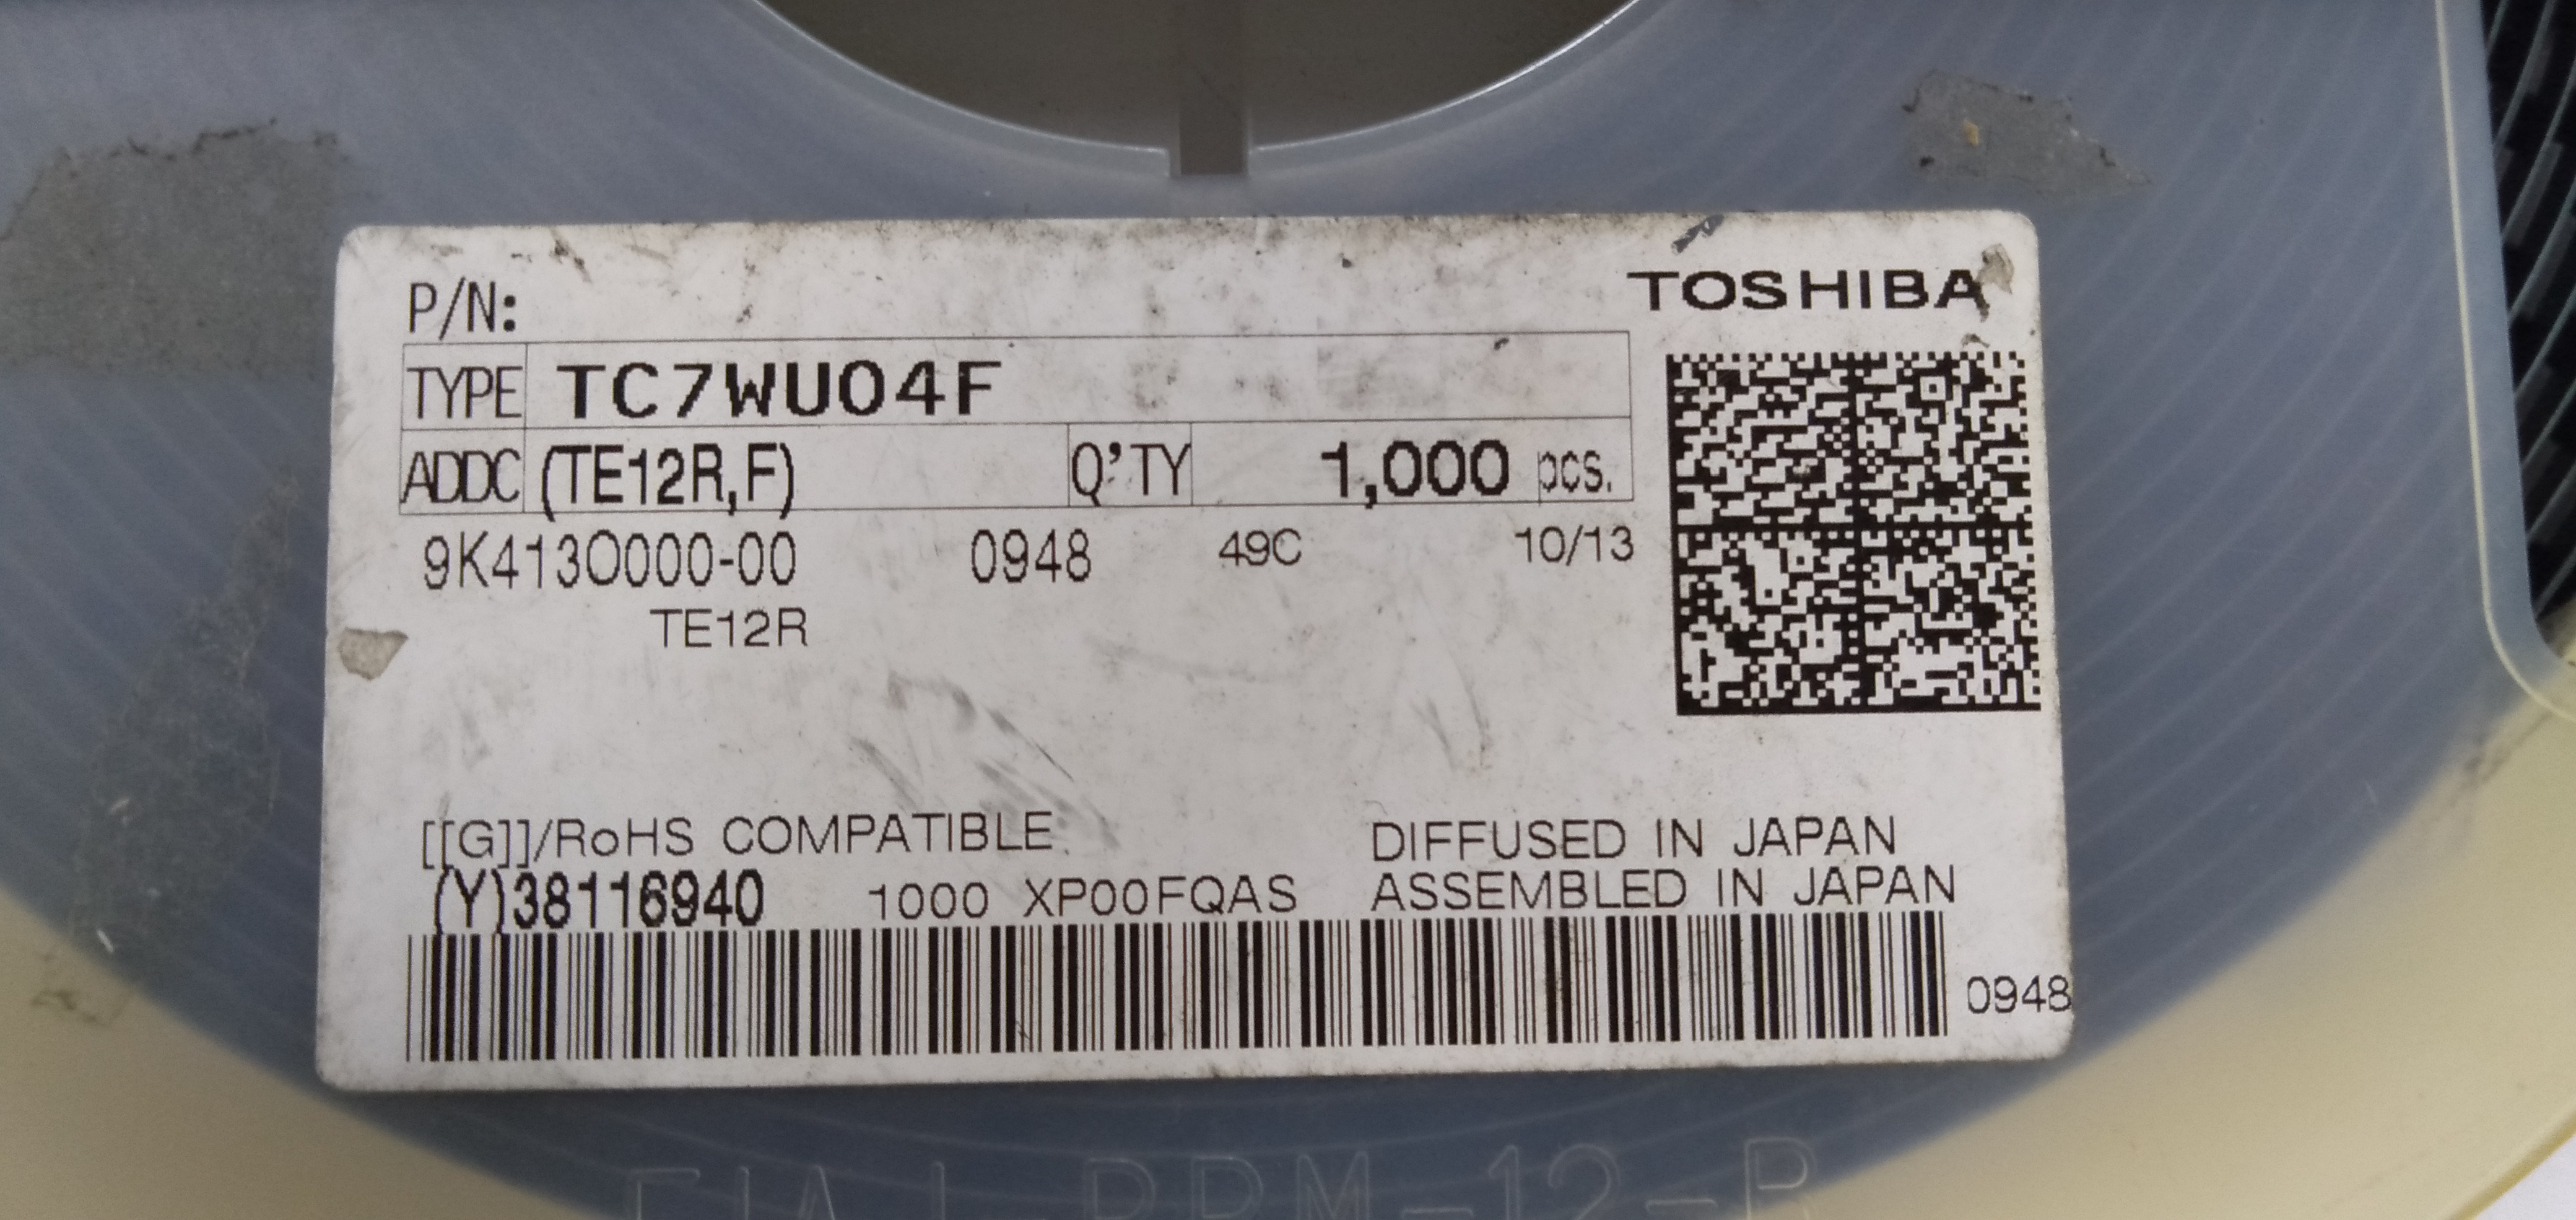 P/N:
TOSHIBA
TYPE TC7WU04F
ADDC (TE12R,F) Q'TY 1,000 pcs.
9K413O000-00 0948 49C 10/13
TE12R
[[G]]/RoHS COMPATIBLE DIFFUSED IN JAPAN
(Y)38116940 1000 XP00FQAS ASSEMBLED IN JAPAN
0948